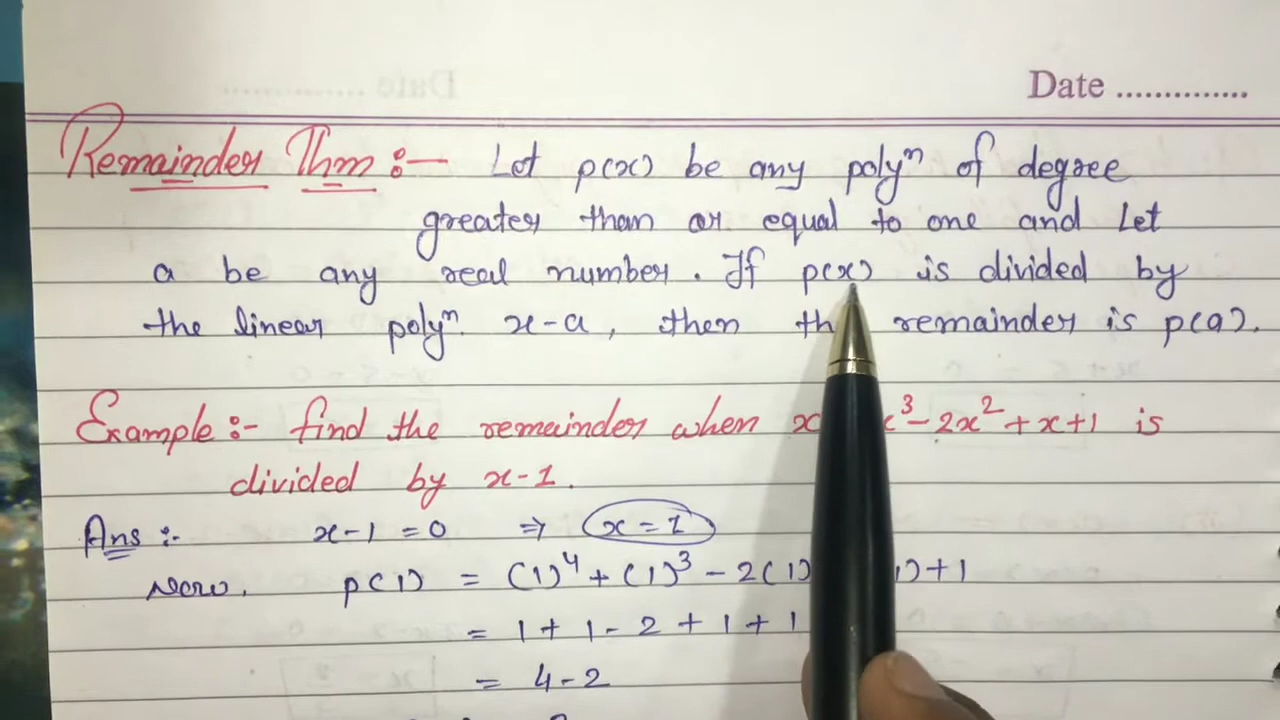 Date ..............
Remainder Thm :- Let p(x) be any polyⁿ of degree
greater than or equal to one and Let
a be any real number. If p(x) is divided by
the linear polyⁿ. x-a, then remainder is p(a).
Example :- find the remainder when x³-2x²+x+1 is
divided by x-1.
Ans :- x-1=0 ⇒ x=1
Now. p(1) = (1)⁴+(1)³-2(1) 1)+1
= 1+1-2+1+1
= 4-2